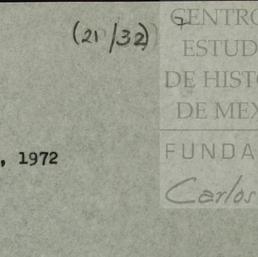 (21/32)
CENTRO
ESTUD
DE HISTO
DE MEX
, 1972
FUNDA
Carlos